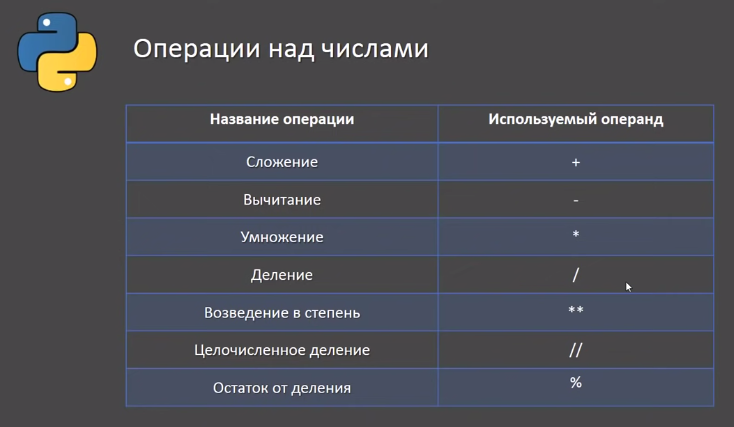 Операции над числами
Название операции Используемый операнд
Сложение +
Вычитание -
Умножение *
Деление /
Возведение в степень **
Целочисленное деление //
Остаток от деления %